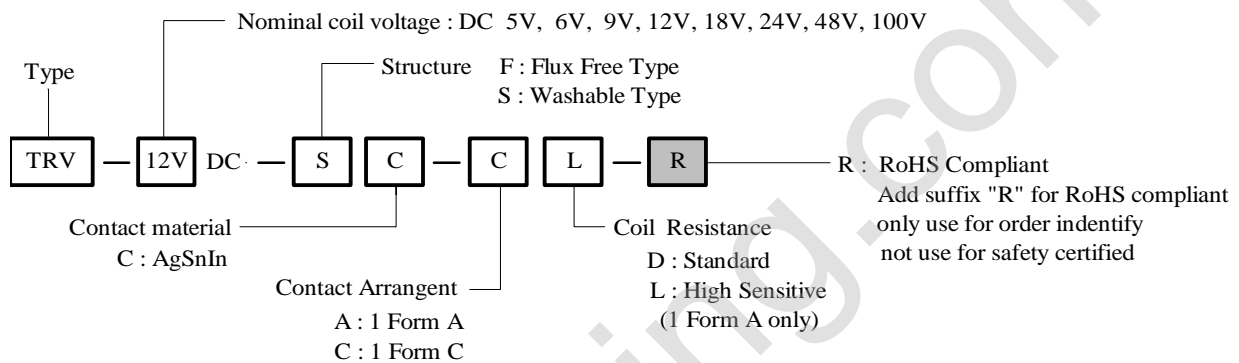 Nominal coil voltage : DC 5V, 6V, 9V, 12V, 18V, 24V, 48V, 100V
Type
Structure F : Flux Free Type
S : Washable Type
TRV — 12V DC — S C — C L — R
R : RoHS Compliant
Add suffix "R" for RoHS compliant
only use for order indentify
not use for safety certified
Contact material
C : AgSnIn
Coil Resistance
D : Standard
L : High Sensitive
(1 Form A only)
Contact Arrangent
A : 1 Form A
C : 1 Form C